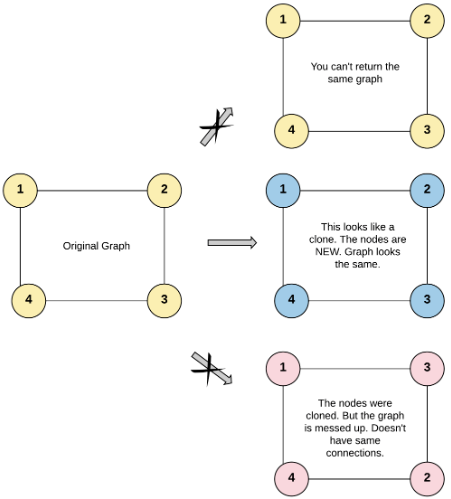 1
2
You can't return the
same graph
4
3
1
2
Original Graph
4
3
1
2
This looks like a
clone. The nodes are
NEW. Graph looks
the same.
4
3
1
3
The nodes were
cloned. But the graph
is messed up. Doesn't
have same
connections.
4
2